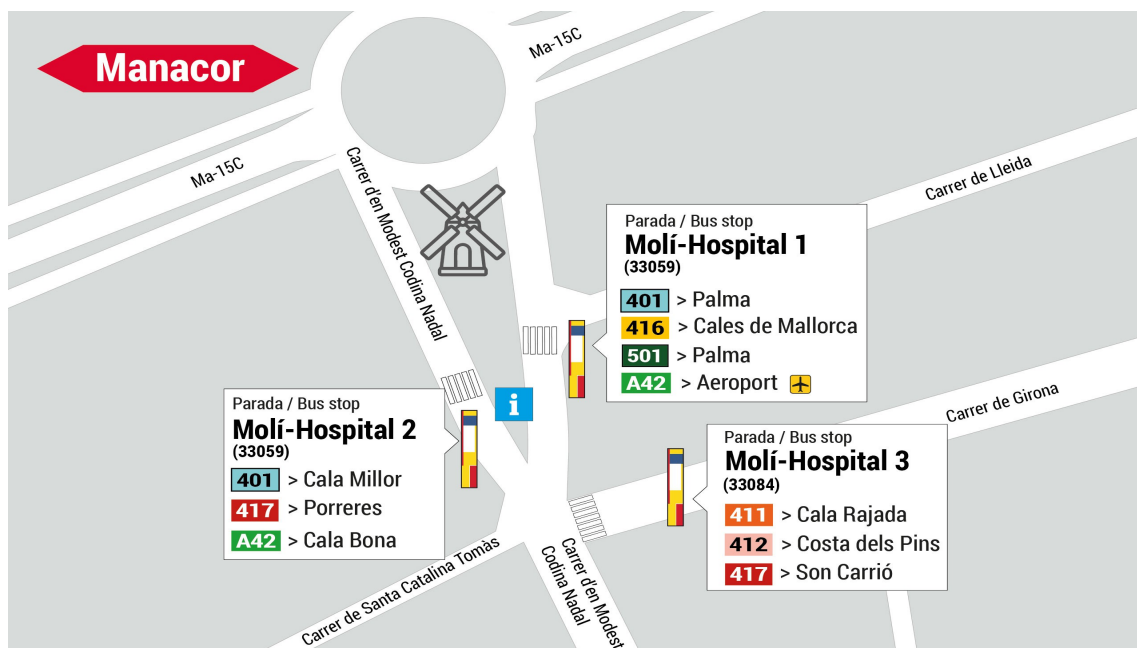 Manacor
Ma-15C
Ma-15C
Carrer d'en Modest Codina Nadal
Carrer de Lleida
Parada / Bus stop
Molí-Hospital 1
(33059)
401 > Palma
416 > Cales de Mallorca
501 > Palma
A42 > Aeroport
i
Parada / Bus stop
Molí-Hospital 2
(33059)
401 > Cala Millor
417 > Porreres
A42 > Cala Bona
Carrer de Girona
Parada / Bus stop
Molí-Hospital 3
(33084)
411 > Cala Rajada
412 > Costa dels Pins
417 > Son Carrió
Carrer de Santa Catalina Tomàs
Carrer d'en Modest
Codina Nadal